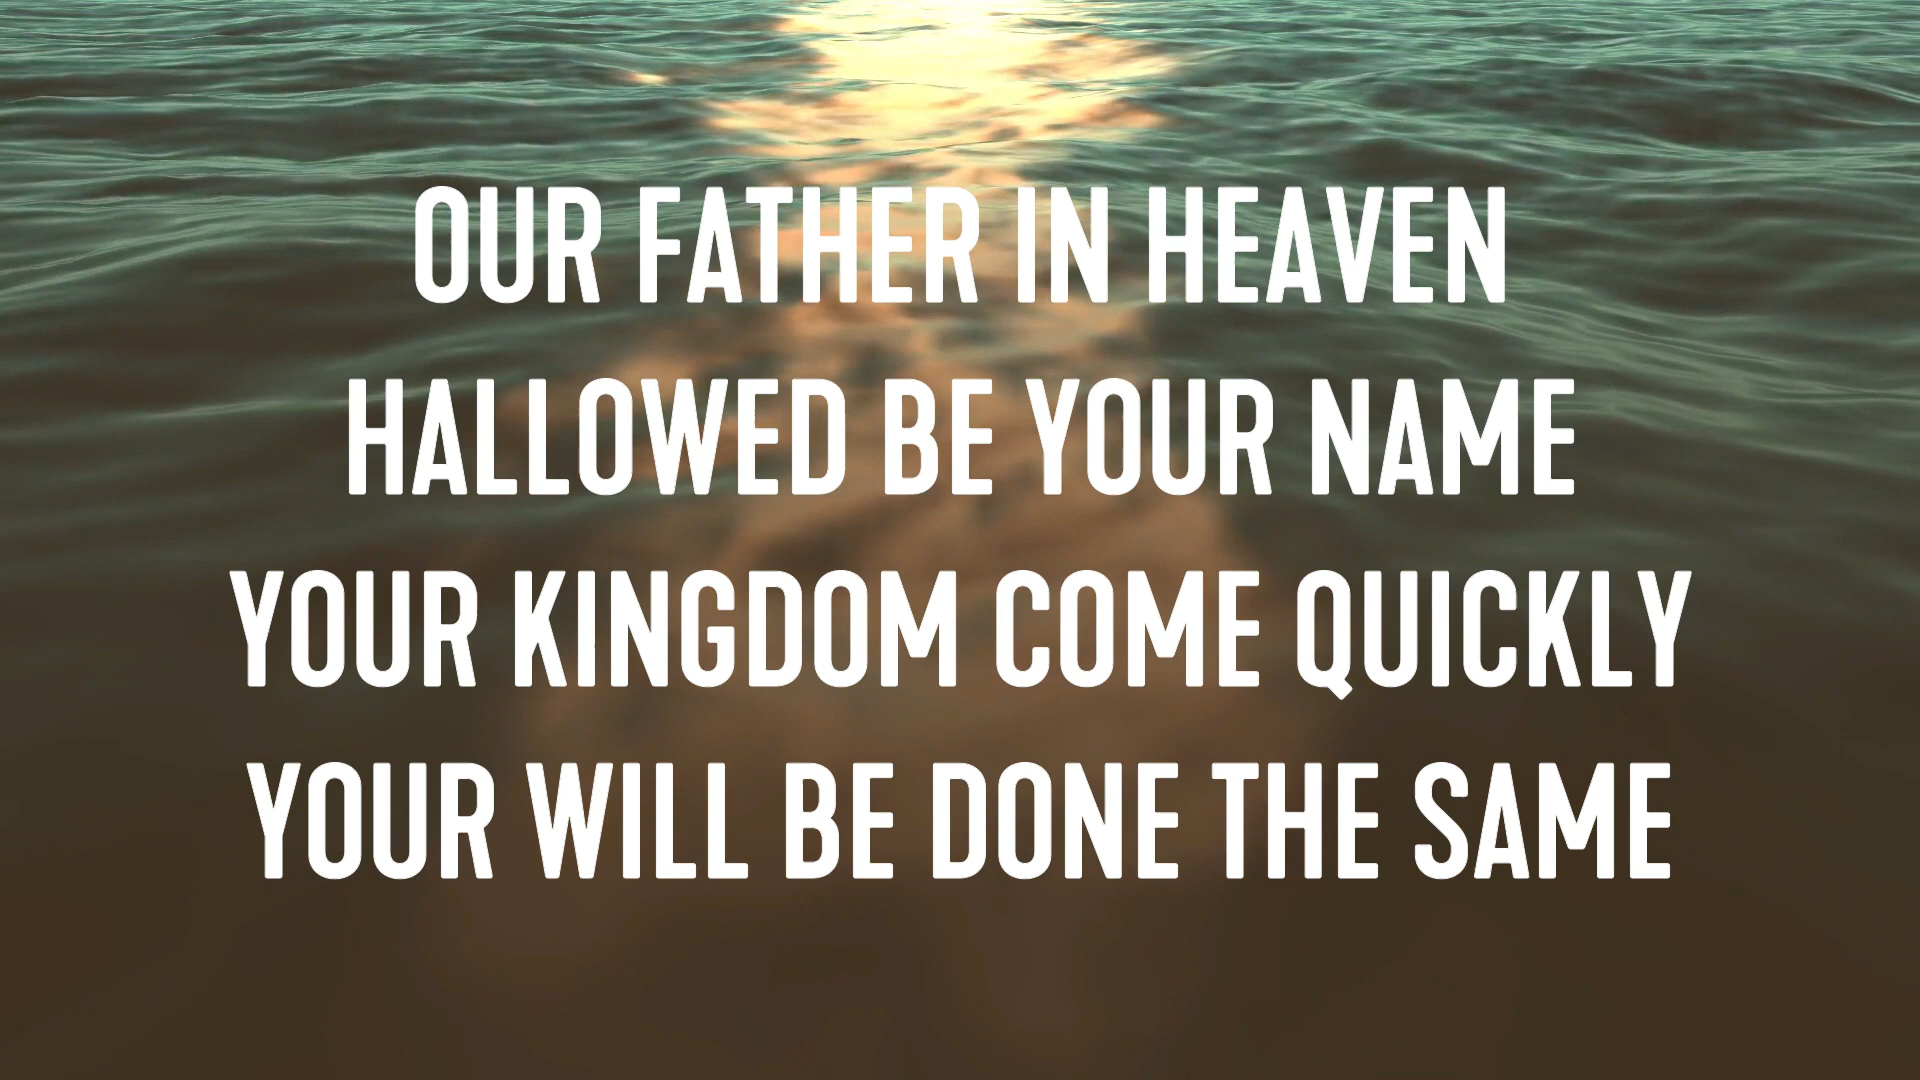 OUR FATHER IN HEAVEN
HALLOWED BE YOUR NAME
YOUR KINGDOM COME QUICKLY
YOUR WILL BE DONE THE SAME